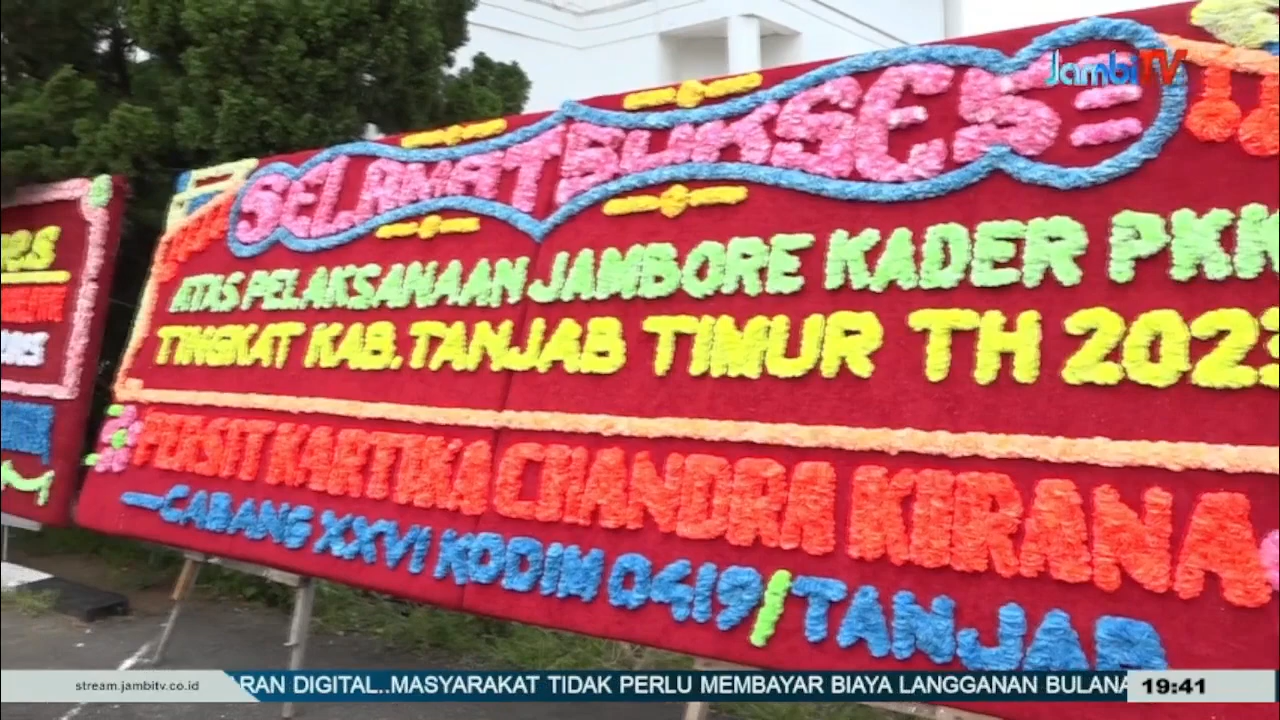 JambiTV
SELAMAT & SUKSES
ATAS PELAKSANAAN JAMBORE KADER PKK
TINGKAT KAB. TANJAB TIMUR TH 2023
PERSIT KARTIKA CHANDRA KIRANA
CABANG XXVI KODIM 0419/TANJAB
stream.jambitv.co.id
ARAN DIGITAL..MASYARAKAT TIDAK PERLU MEMBAYAR BIAYA LANGGANAN BULANA
19:41